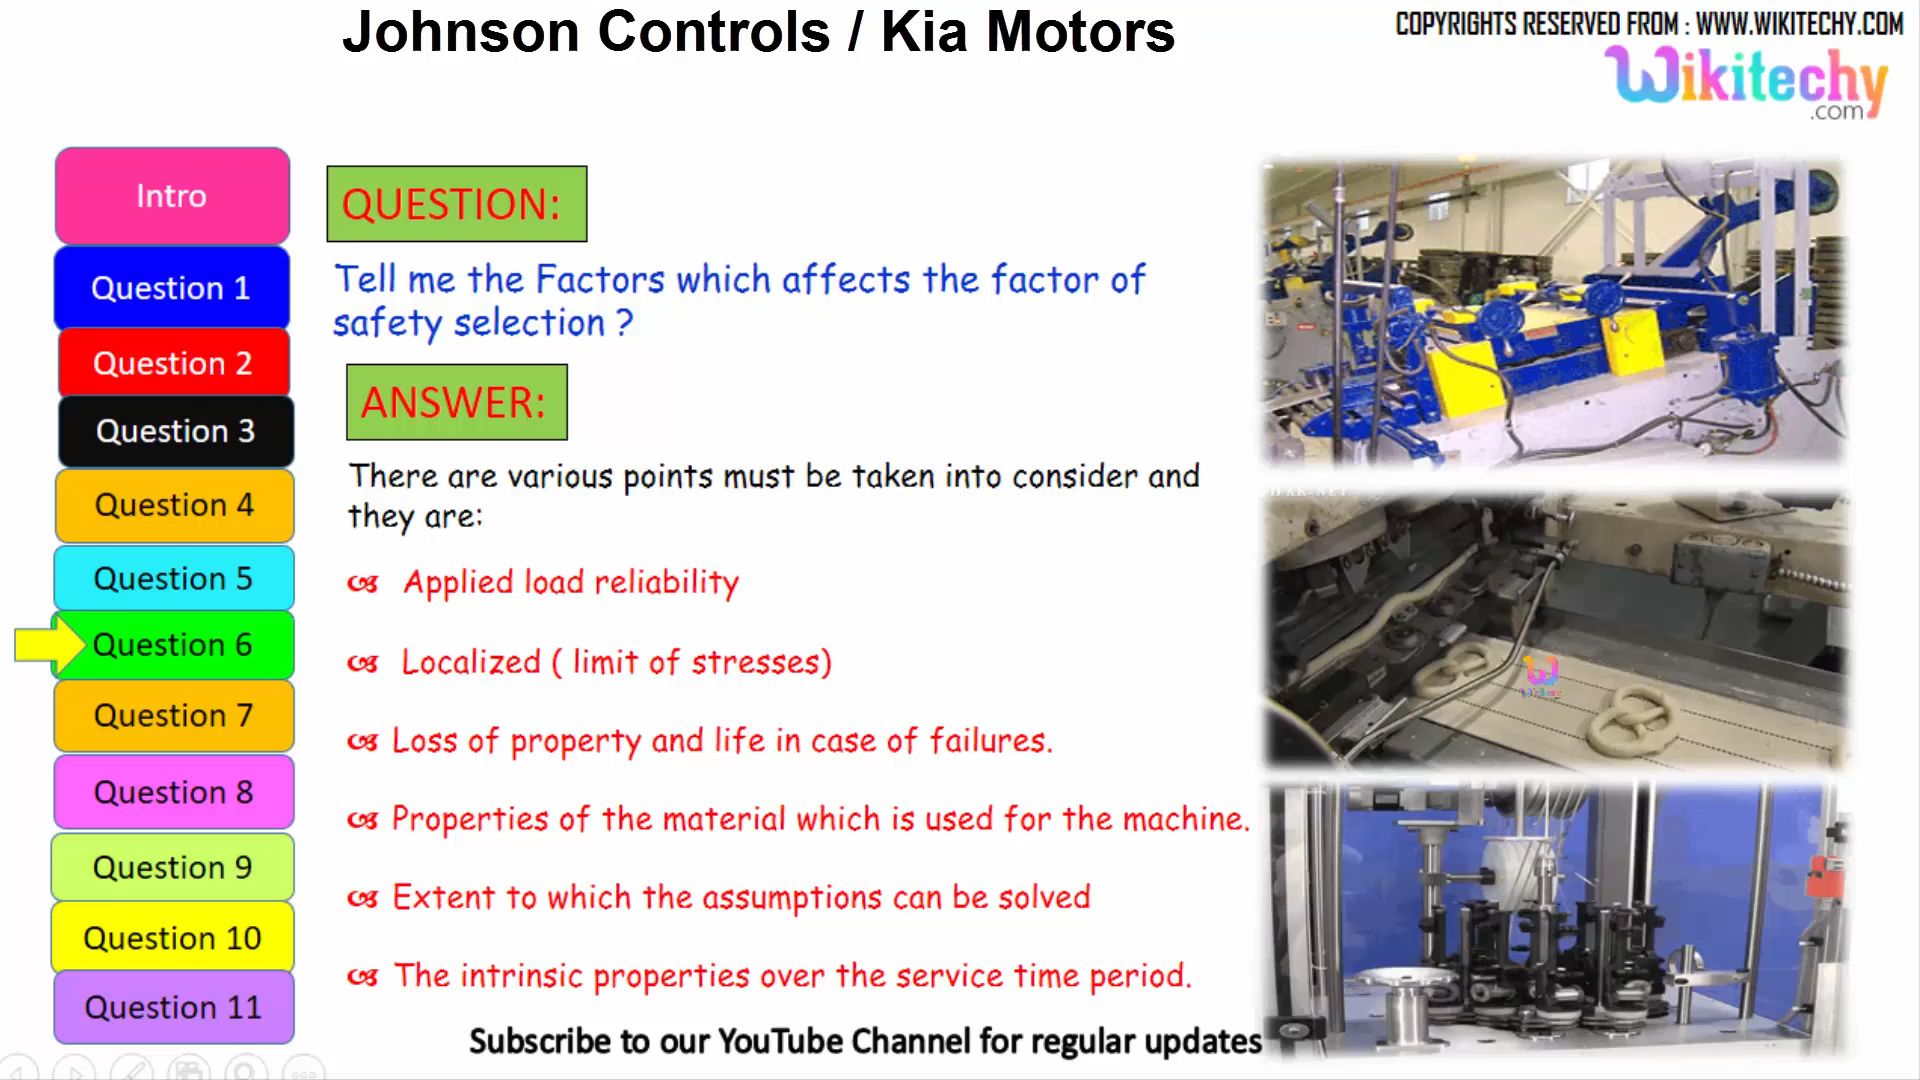 Johnson Controls / Kia Motors
COPYRIGHTS RESERVED FROM : WWW.WIKITECHY.COM
Wikitechy
.com
Intro
Question 1
Question 2
Question 3
Question 4
Question 5
Question 6
Question 7
Question 8
Question 9
Question 10
Question 11
QUESTION:
Tell me the Factors which affects the factor of
safety selection ?
ANSWER:
There are various points must be taken into consider and
they are:
Applied load reliability
Localized ( limit of stresses)
Loss of property and life in case of failures.
Properties of the material which is used for the machine.
Extent to which the assumptions can be solved
The intrinsic properties over the service time period.
Subscribe to our YouTube Channel for regular updates
Wikitechy